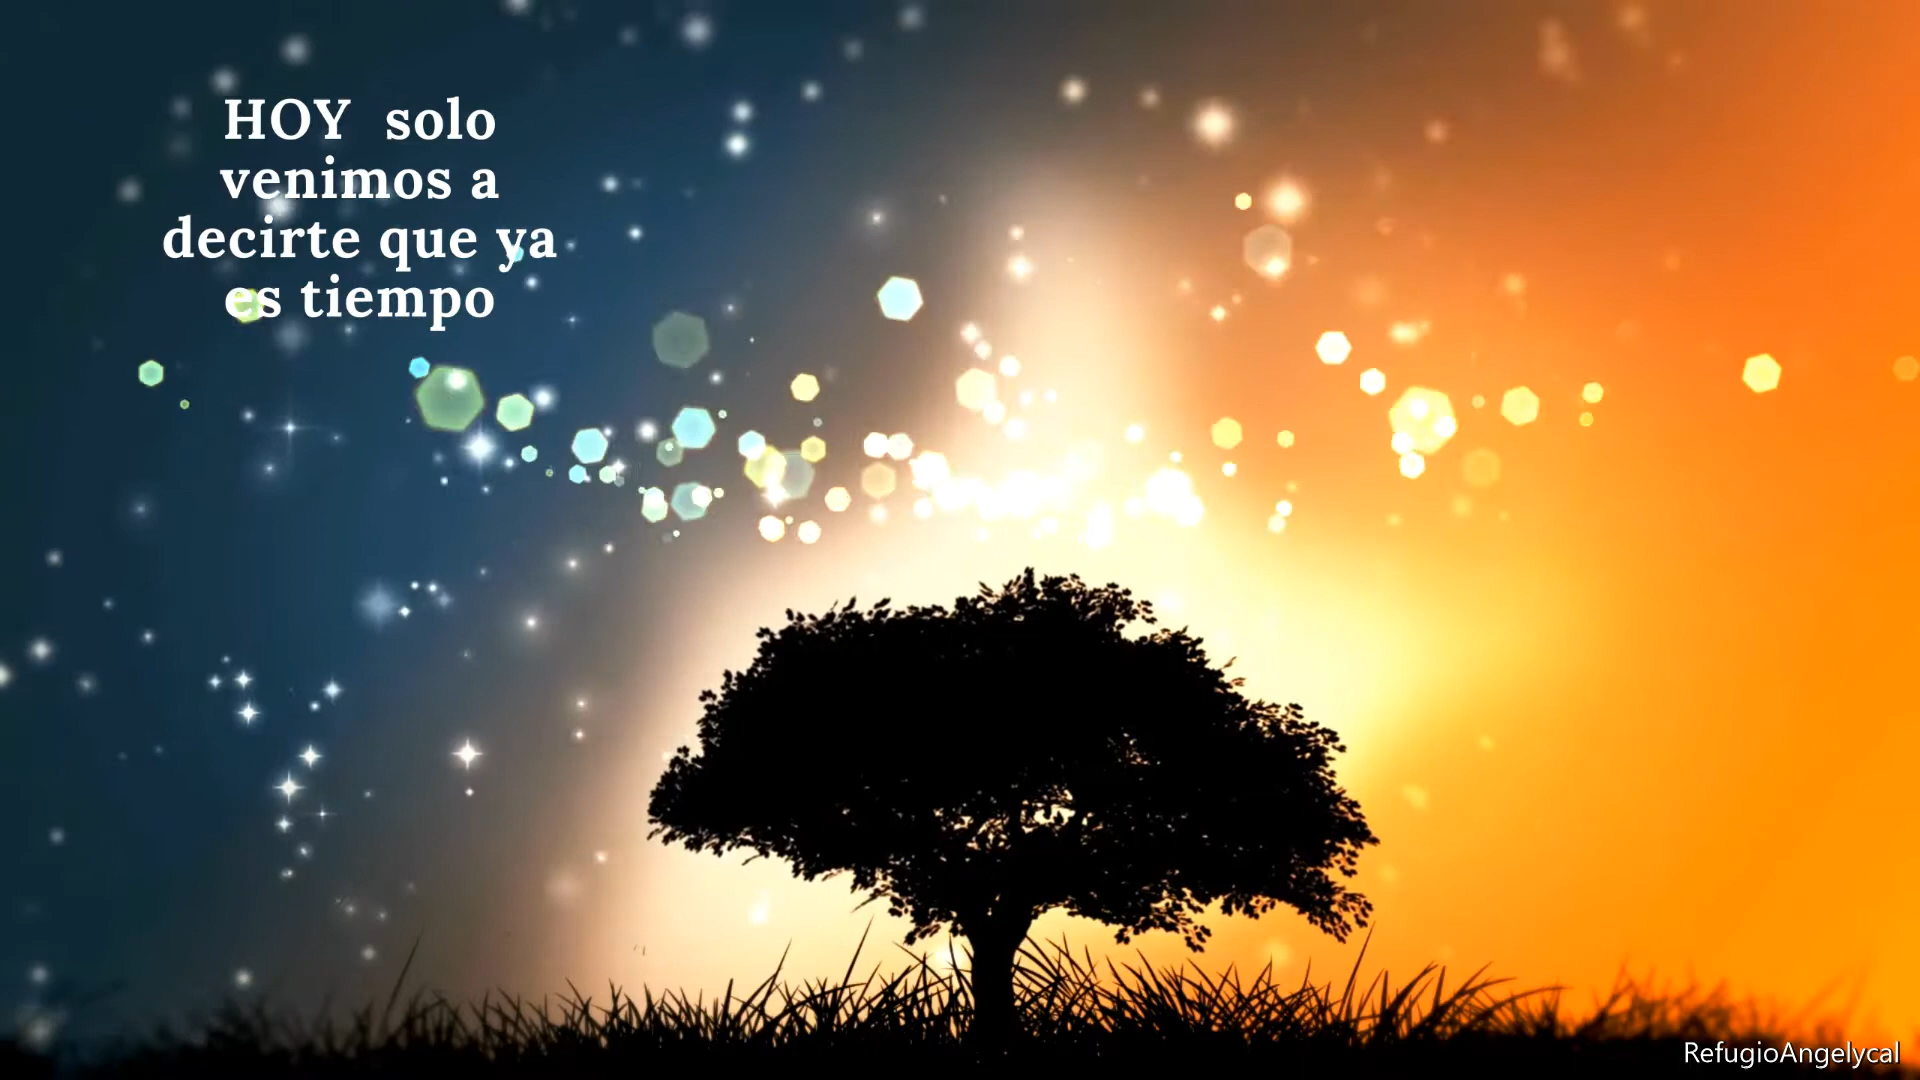 HOY  solo
venimos a
decirte que ya
es tiempo
RefugioAngelycal